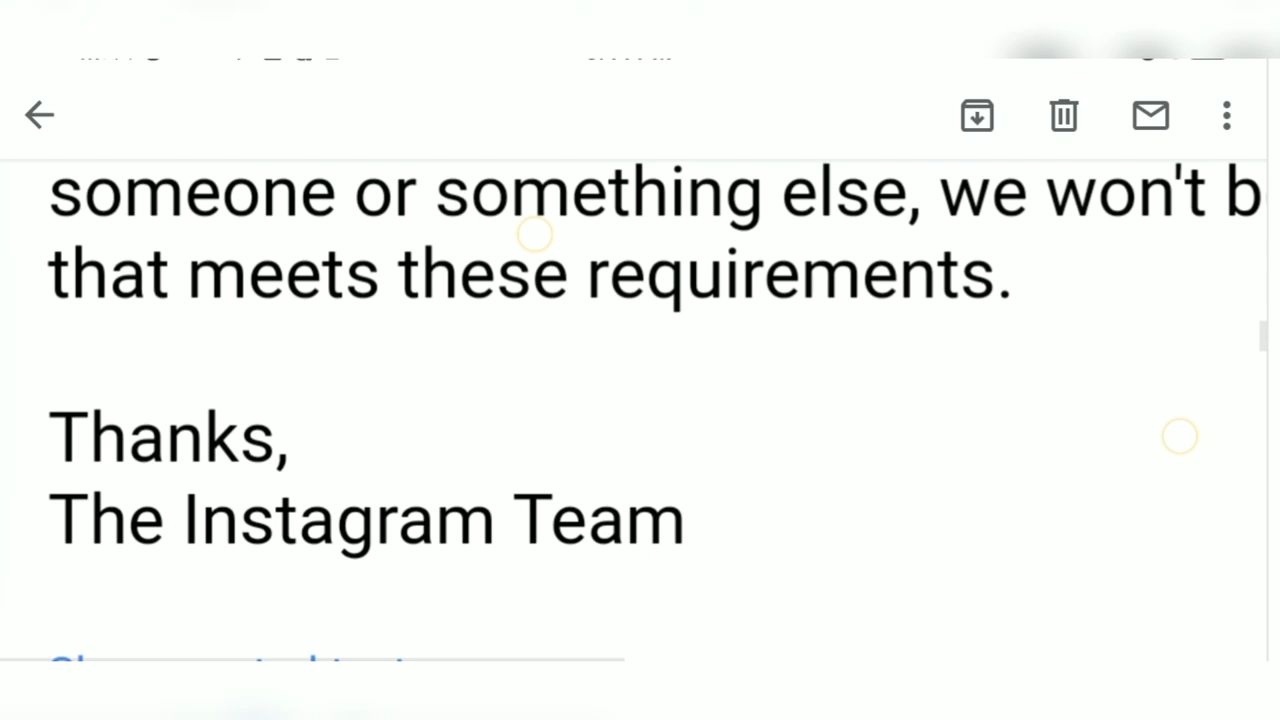 someone or something else, we won't b
that meets these requirements.
Thanks,
The Instagram Team